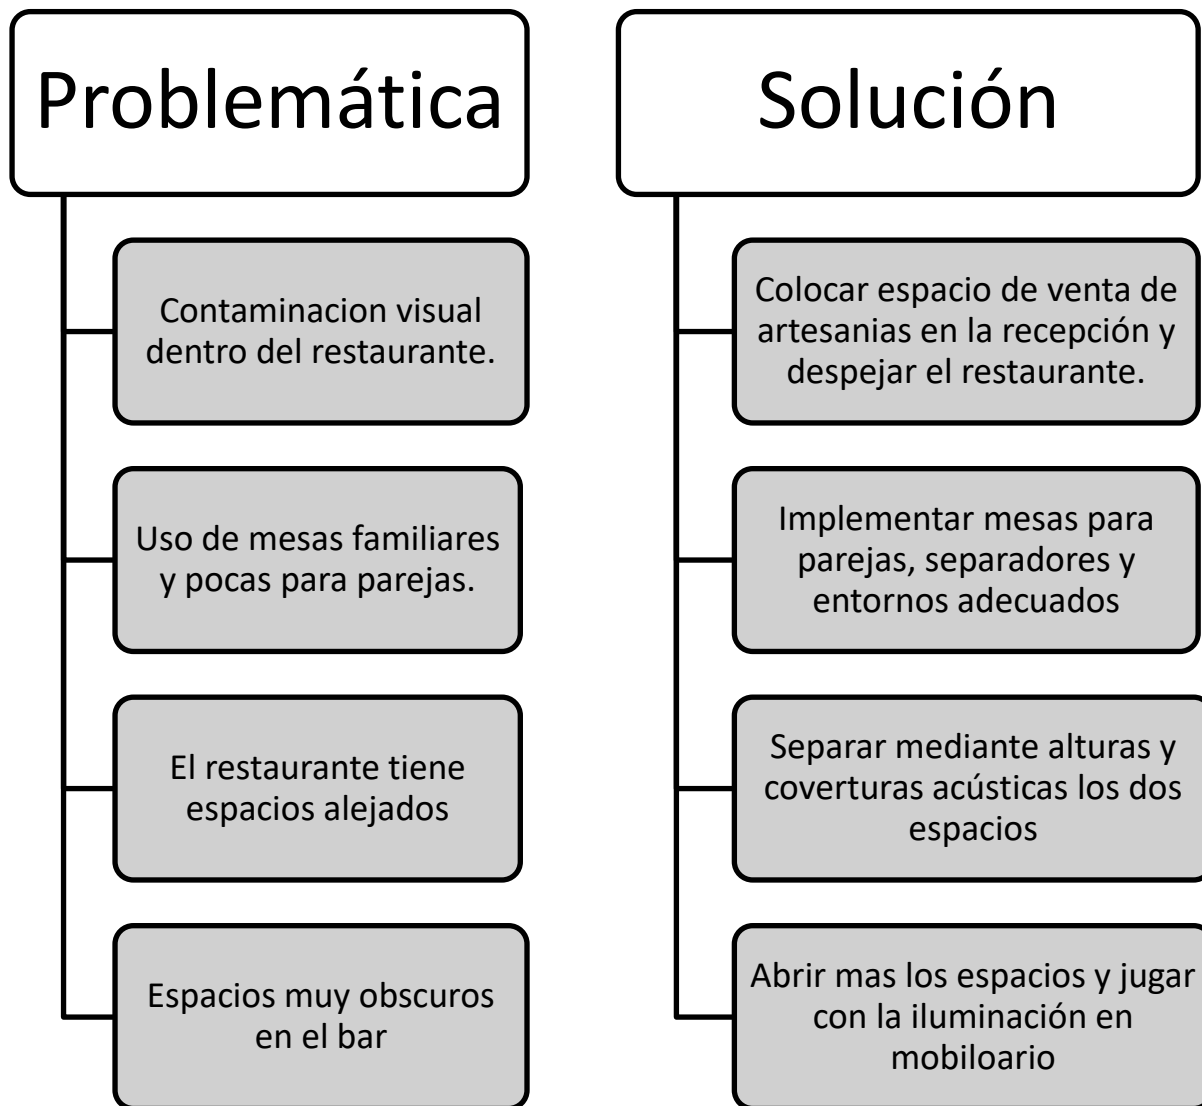 Problemática
Contaminacion visual
dentro del restaurante.
Uso de mesas familiares
y pocas para parejas.
El restaurante tiene
espacios alejados
Espacios muy obscuros
en el bar
Solución
Colocar espacio de venta de
artesanias en la recepción y
despejar el restaurante.
Implementar mesas para
parejas, separadores y
entornos adecuados
Separar mediante alturas y
coverturas acústicas los dos
espacios
Abrir mas los espacios y jugar
con la iluminación en
mobiloario